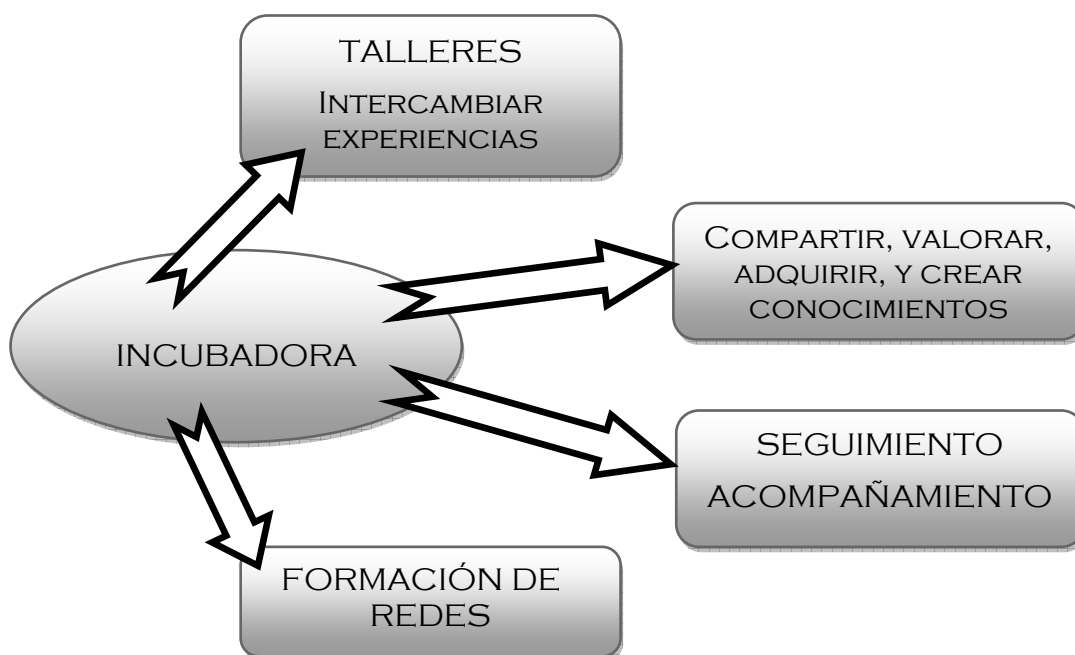 TALLERES
INTERCAMBIAR
EXPERIENCIAS
COMPARTIR, VALORAR,
ADQUIRIR, Y CREAR
CONOCIMIENTOS
INCUBADORA
SEGUIMIENTO
ACOMPAÑAMIENTO
FORMACIÓN DE
REDES